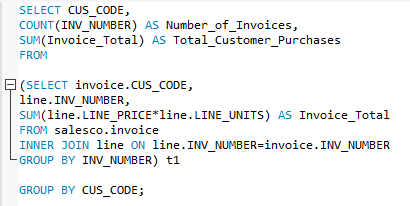 SELECT CUS_CODE,
COUNT(INV_NUMBER) AS Number_of_Invoices,
SUM(Invoice_Total) AS Total_Customer_Purchases
FROM
(SELECT invoice.CUS_CODE,
line.INV_NUMBER,
SUM(line.LINE_PRICE*line.LINE_UNITS) AS Invoice_Total
FROM salesco.invoice
INNER JOIN line ON line.INV_NUMBER=invoice.INV_NUMBER
GROUP BY INV_NUMBER) t1
GROUP BY CUS_CODE;